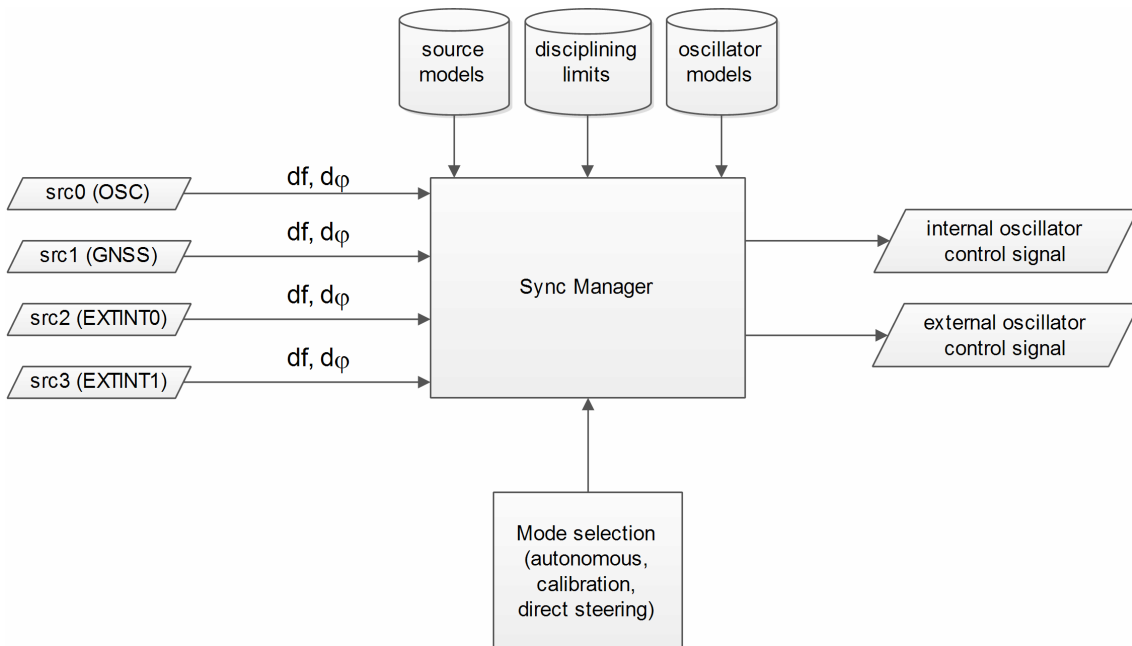 source
models
disciplining
limits
oscillator
models
src0 (OSC)
df, dφ
src1 (GNSS)
df, dφ
src2 (EXTINT0)
df, dφ
src3 (EXTINT1)
df, dφ
Sync Manager
internal oscillator
control signal
external oscillator
control signal
Mode selection
(autonomous,
calibration,
direct steering)